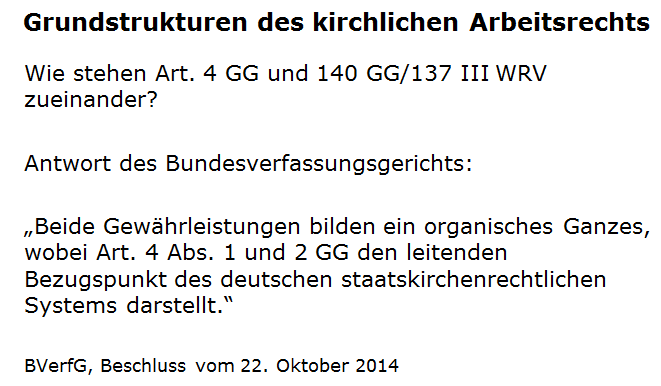 Grundstrukturen des kirchlichen Arbeitsrechts
Wie stehen Art. 4 GG und 140 GG/137 III WRV
zueinander?
Antwort des Bundesverfassungsgerichts:
„Beide Gewährleistungen bilden ein organisches Ganzes,
wobei Art. 4 Abs. 1 und 2 GG den leitenden
Bezugspunkt des deutschen staatskirchenrechtlichen
Systems darstellt.“
BVerfG, Beschluss vom 22. Oktober 2014